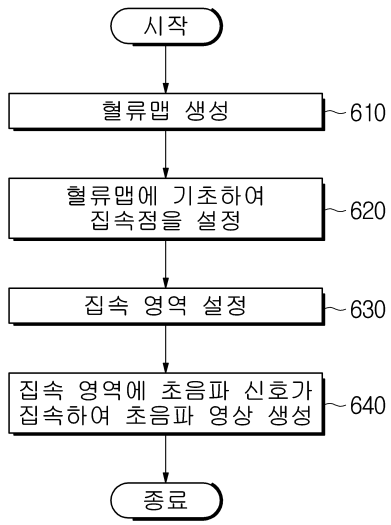 시작
혈류맵 생성
610
혈류맵에 기초하여
집속점을 설정
620
집속 영역 설정
630
집속 영역에 초음파 신호가
집속하여 초음파 영상 생성
640
종료